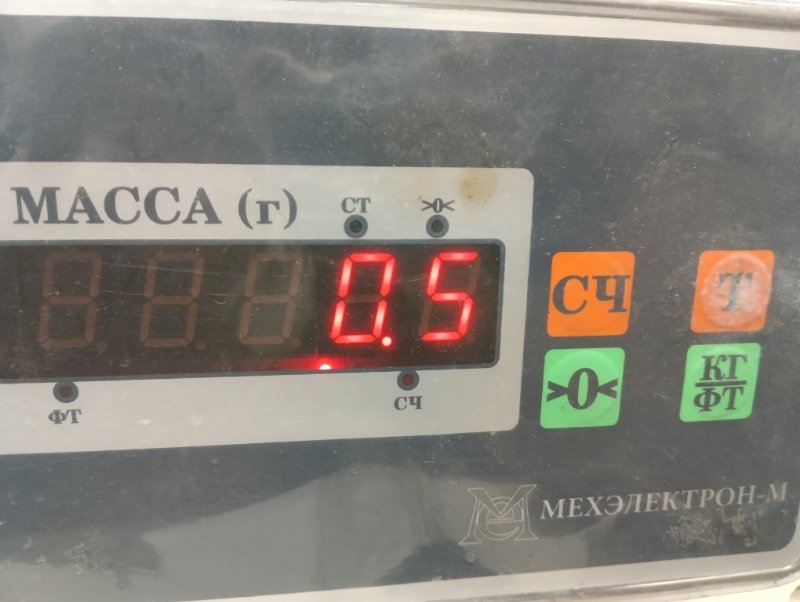 МАССА (г)
СТ
>0<
0.5
ФТ
СЧ
СЧ
Т
>0<
КГ
ФТ
МЕХЭЛЕКТРОН-М